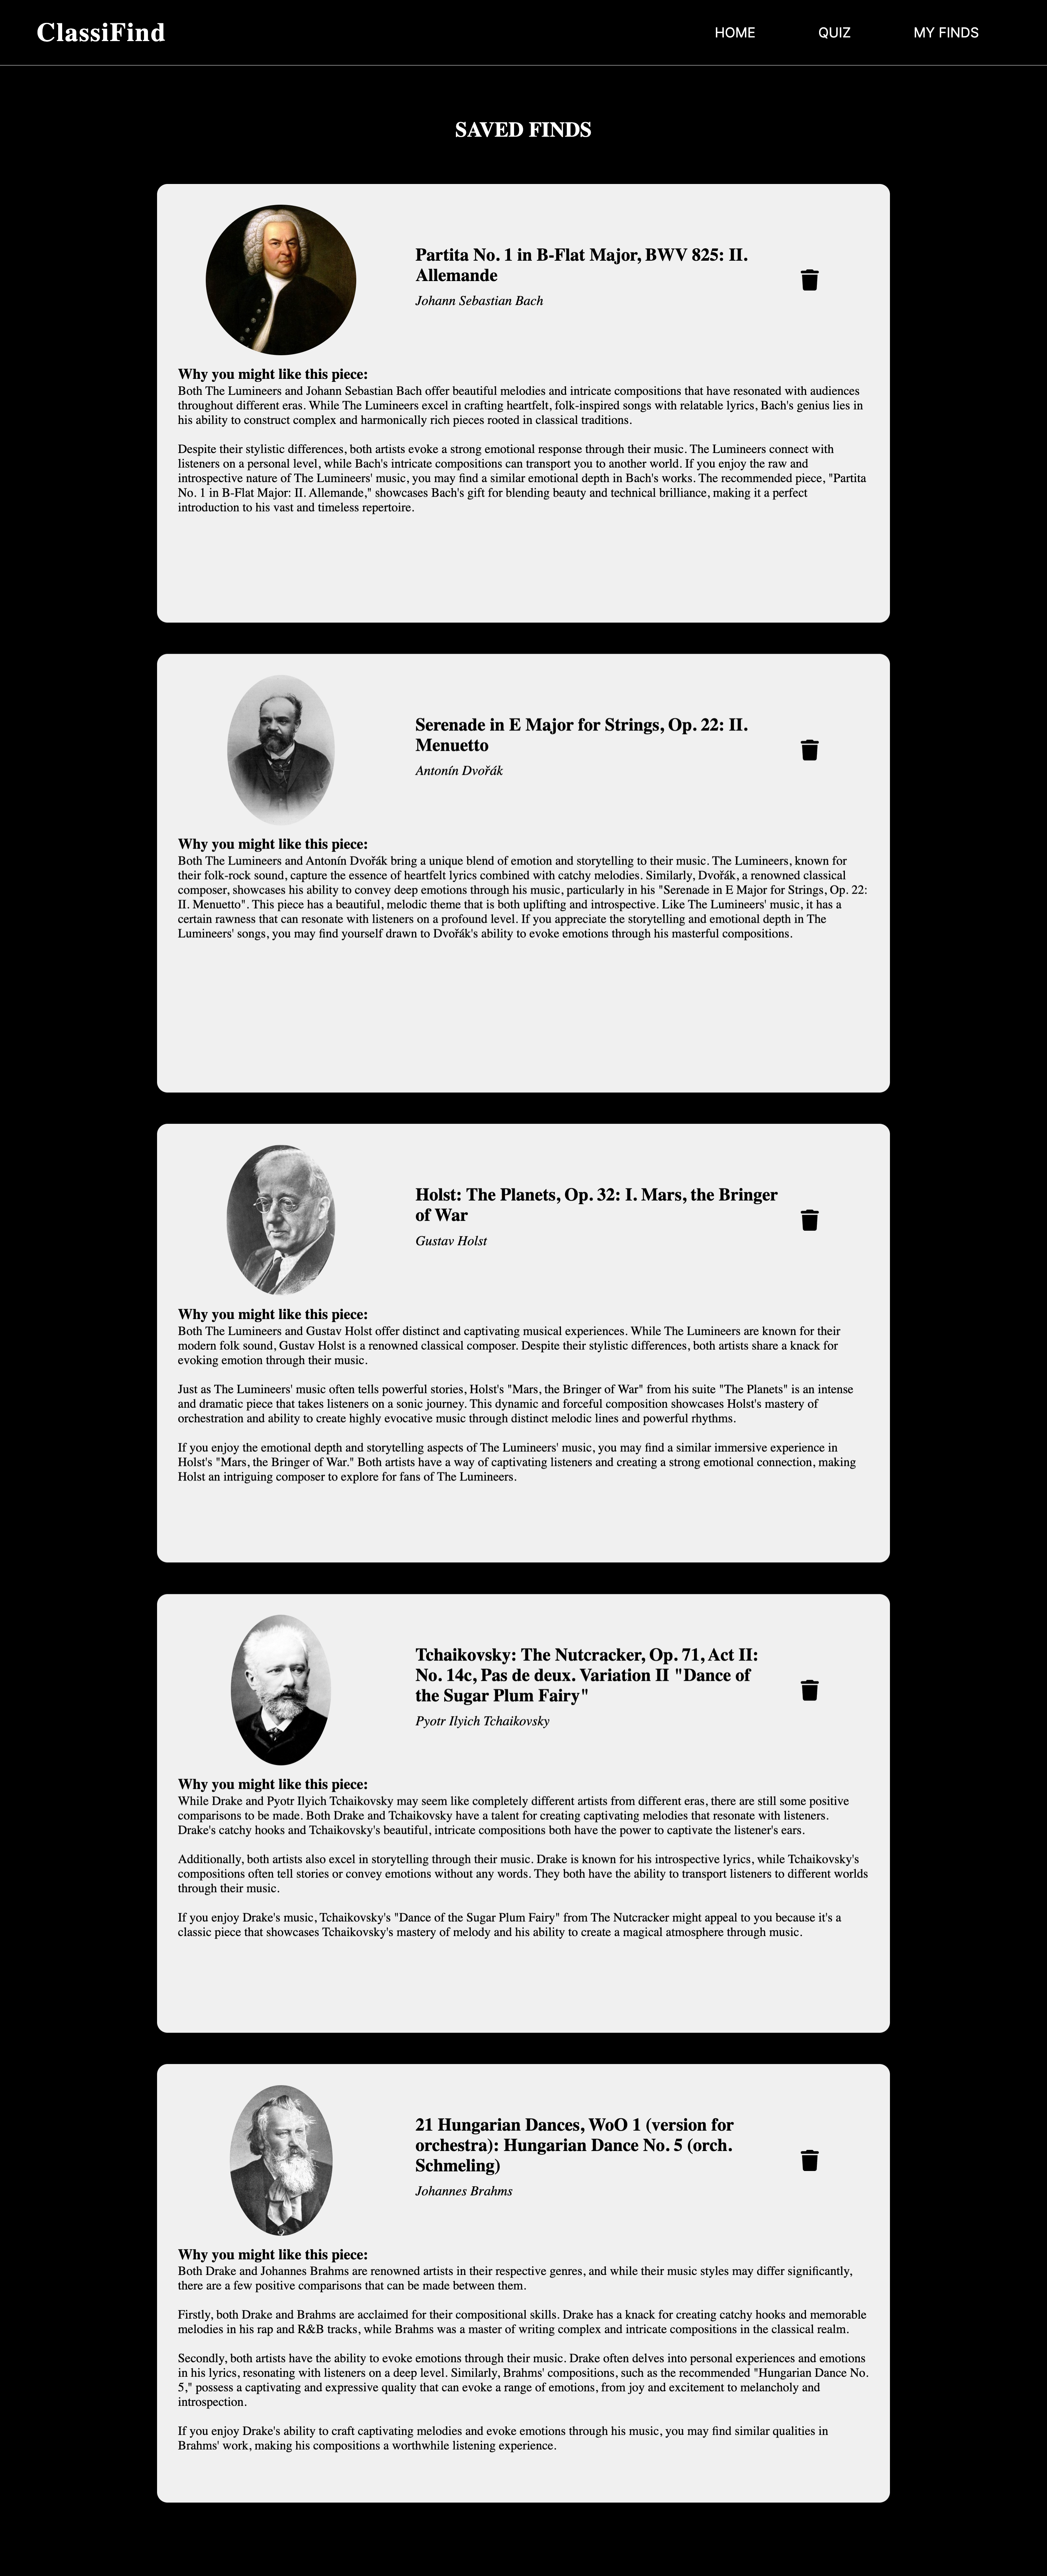 ClassiFind
HOME
QUIZ
MY FINDS
SAVED FINDS
Partita No. 1 in B-Flat Major, BWV 825: II.
Allemande
Johann Sebastian Bach
Why you might like this piece:
Both The Lumineers and Johann Sebastian Bach offer beautiful melodies and intricate compositions that have resonated with audiences
throughout different eras. While The Lumineers excel in crafting heartfelt, folk-inspired songs with relatable lyrics, Bach's genius lies in
his ability to construct complex and harmonically rich pieces rooted in classical traditions.
Despite their stylistic differences, both artists evoke a strong emotional response through their music. The Lumineers connect with
listeners on a personal level, while Bach's intricate compositions can transport you to another world. If you enjoy the raw and
introspective nature of The Lumineers' music, you may find a similar emotional depth in Bach's works. The recommended piece, "Partita
No. 1 in B-Flat Major: II. Allemande," showcases Bach's gift for blending beauty and technical brilliance, making it a perfect
introduction to his vast and timeless repertoire.
Serenade in E Major for Strings, Op. 22: II.
Menuetto
Antonín Dvořák
Why you might like this piece:
Both The Lumineers and Antonín Dvořák bring a unique blend of emotion and storytelling to their music. The Lumineers, known for
their folk-rock sound, capture the essence of heartfelt lyrics combined with catchy melodies. Similarly, Dvořák, a renowned classical
composer, showcases his ability to convey deep emotions through his music, particularly in his "Serenade in E Major for Strings, Op. 22:
II. Menuetto". This piece has a beautiful, melodic theme that is both uplifting and introspective. Like The Lumineers' music, it has a
certain rawness that can resonate with listeners on a profound level. If you appreciate the storytelling and emotional depth in The
Lumineers' songs, you may find yourself drawn to Dvořák's ability to evoke emotions through his masterful compositions.
Holst: The Planets, Op. 32: I. Mars, the Bringer
of War
Gustav Holst
Why you might like this piece:
Both The Lumineers and Gustav Holst offer distinct and captivating musical experiences. While The Lumineers are known for their
modern folk sound, Gustav Holst is a renowned classical composer. Despite their stylistic differences, both artists share a knack for
evoking emotion through their music.
Just as The Lumineers' music often tells powerful stories, Holst's "Mars, the Bringer of War" from his suite "The Planets" is an intense
and dramatic piece that takes listeners on a sonic journey. This dynamic and forceful composition showcases Holst's mastery of
orchestration and ability to create highly evocative music through distinct melodic lines and powerful rhythms.
If you enjoy the emotional depth and storytelling aspects of The Lumineers' music, you may find a similar immersive experience in
Holst's "Mars, the Bringer of War." Both artists have a way of captivating listeners and creating a strong emotional connection, making
Holst an intriguing composer to explore for fans of The Lumineers.
Tchaikovsky: The Nutcracker, Op. 71, Act II:
No. 14c, Pas de deux. Variation II "Dance of
the Sugar Plum Fairy"
Pyotr Ilyich Tchaikovsky
Why you might like this piece:
While Drake and Pyotr Ilyich Tchaikovsky may seem like completely different artists from different eras, there are still some positive
comparisons to be made. Both Drake and Tchaikovsky have a talent for creating captivating melodies that resonate with listeners.
Drake's catchy hooks and Tchaikovsky's beautiful, intricate compositions both have the power to captivate the listener's ears.
Additionally, both artists also excel in storytelling through their music. Drake is known for his introspective lyrics, while Tchaikovsky's
compositions often tell stories or convey emotions without any words. They both have the ability to transport listeners to different worlds
through their music.
If you enjoy Drake's music, Tchaikovsky's "Dance of the Sugar Plum Fairy" from The Nutcracker might appeal to you because it's a
classic piece that showcases Tchaikovsky's mastery of melody and his ability to create a magical atmosphere through music.
21 Hungarian Dances, WoO 1 (version for
orchestra): Hungarian Dance No. 5 (orch.
Schmeling)
Johannes Brahms
Why you might like this piece:
Both Drake and Johannes Brahms are renowned artists in their respective genres, and while their music styles may differ significantly,
there are a few positive comparisons that can be made between them.
Firstly, both Drake and Brahms are acclaimed for their compositional skills. Drake has a knack for creating catchy hooks and memorable
melodies in his rap and R&B tracks, while Brahms was a master of writing complex and intricate compositions in the classical realm.
Secondly, both artists have the ability to evoke emotions through their music. Drake often delves into personal experiences and emotions
in his lyrics, resonating with listeners on a deep level. Similarly, Brahms' compositions, such as the recommended "Hungarian Dance No.
5," possess a captivating and expressive quality that can evoke a range of emotions, from joy and excitement to melancholy and
introspection.
If you enjoy Drake's ability to craft captivating melodies and evoke emotions through his music, you may find similar qualities in
Brahms' work, making his compositions a worthwhile listening experience.